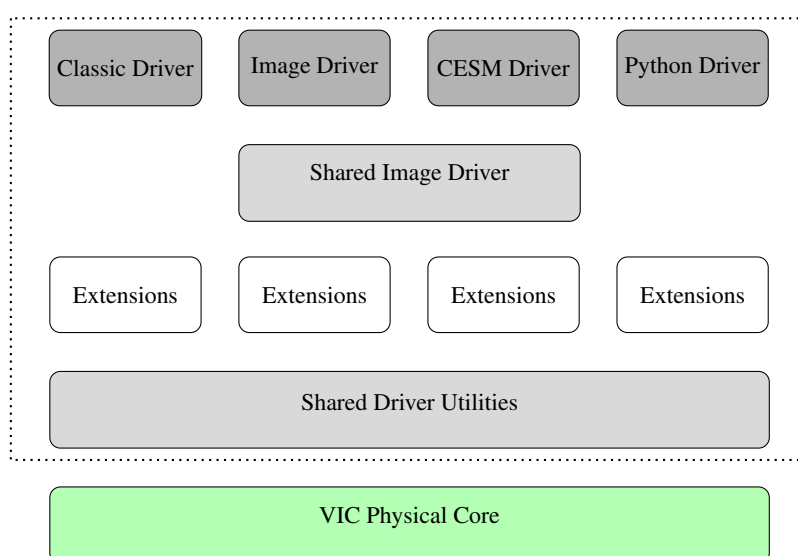 Classic Driver
Image Driver
CESM Driver
Python Driver
Shared Image Driver
Extensions
Extensions
Extensions
Extensions
Shared Driver Utilities
VIC Physical Core